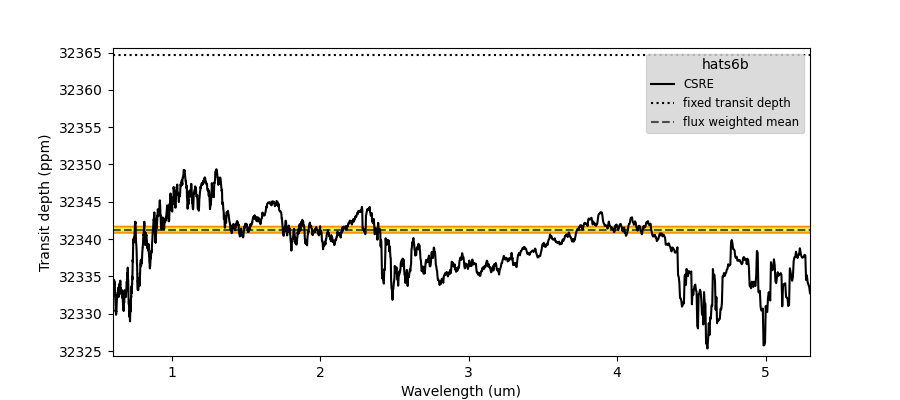 hats6b
CSRE
fixed transit depth
flux weighted mean
Transit depth (ppm)
32365
32360
32355
32350
32345
32340
32335
32330
32325
1 2 3 4 5
Wavelength (um)